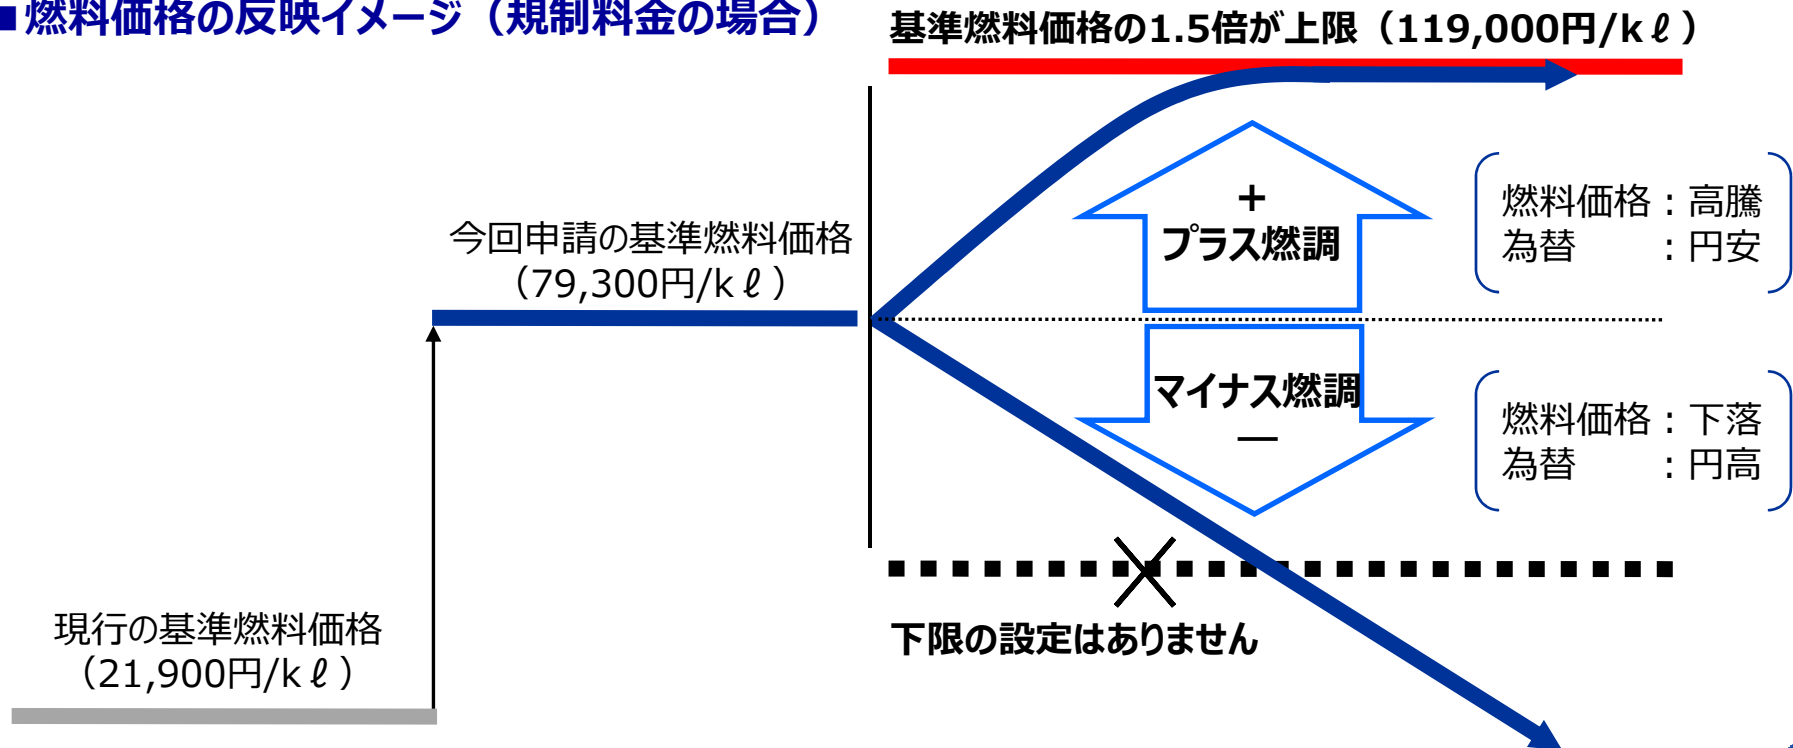 ■燃料価格の反映イメージ（規制料金の場合）
基準燃料価格の1.5倍が上限（119,000円/kℓ）
今回申請の基準燃料価格
（79,300円/kℓ）
＋
プラス燃調
燃料価格：高騰
為替　　：円安
マイナス燃調
―
燃料価格：下落
為替　　：円高
現行の基準燃料価格
（21,900円/kℓ）
下限の設定はありません